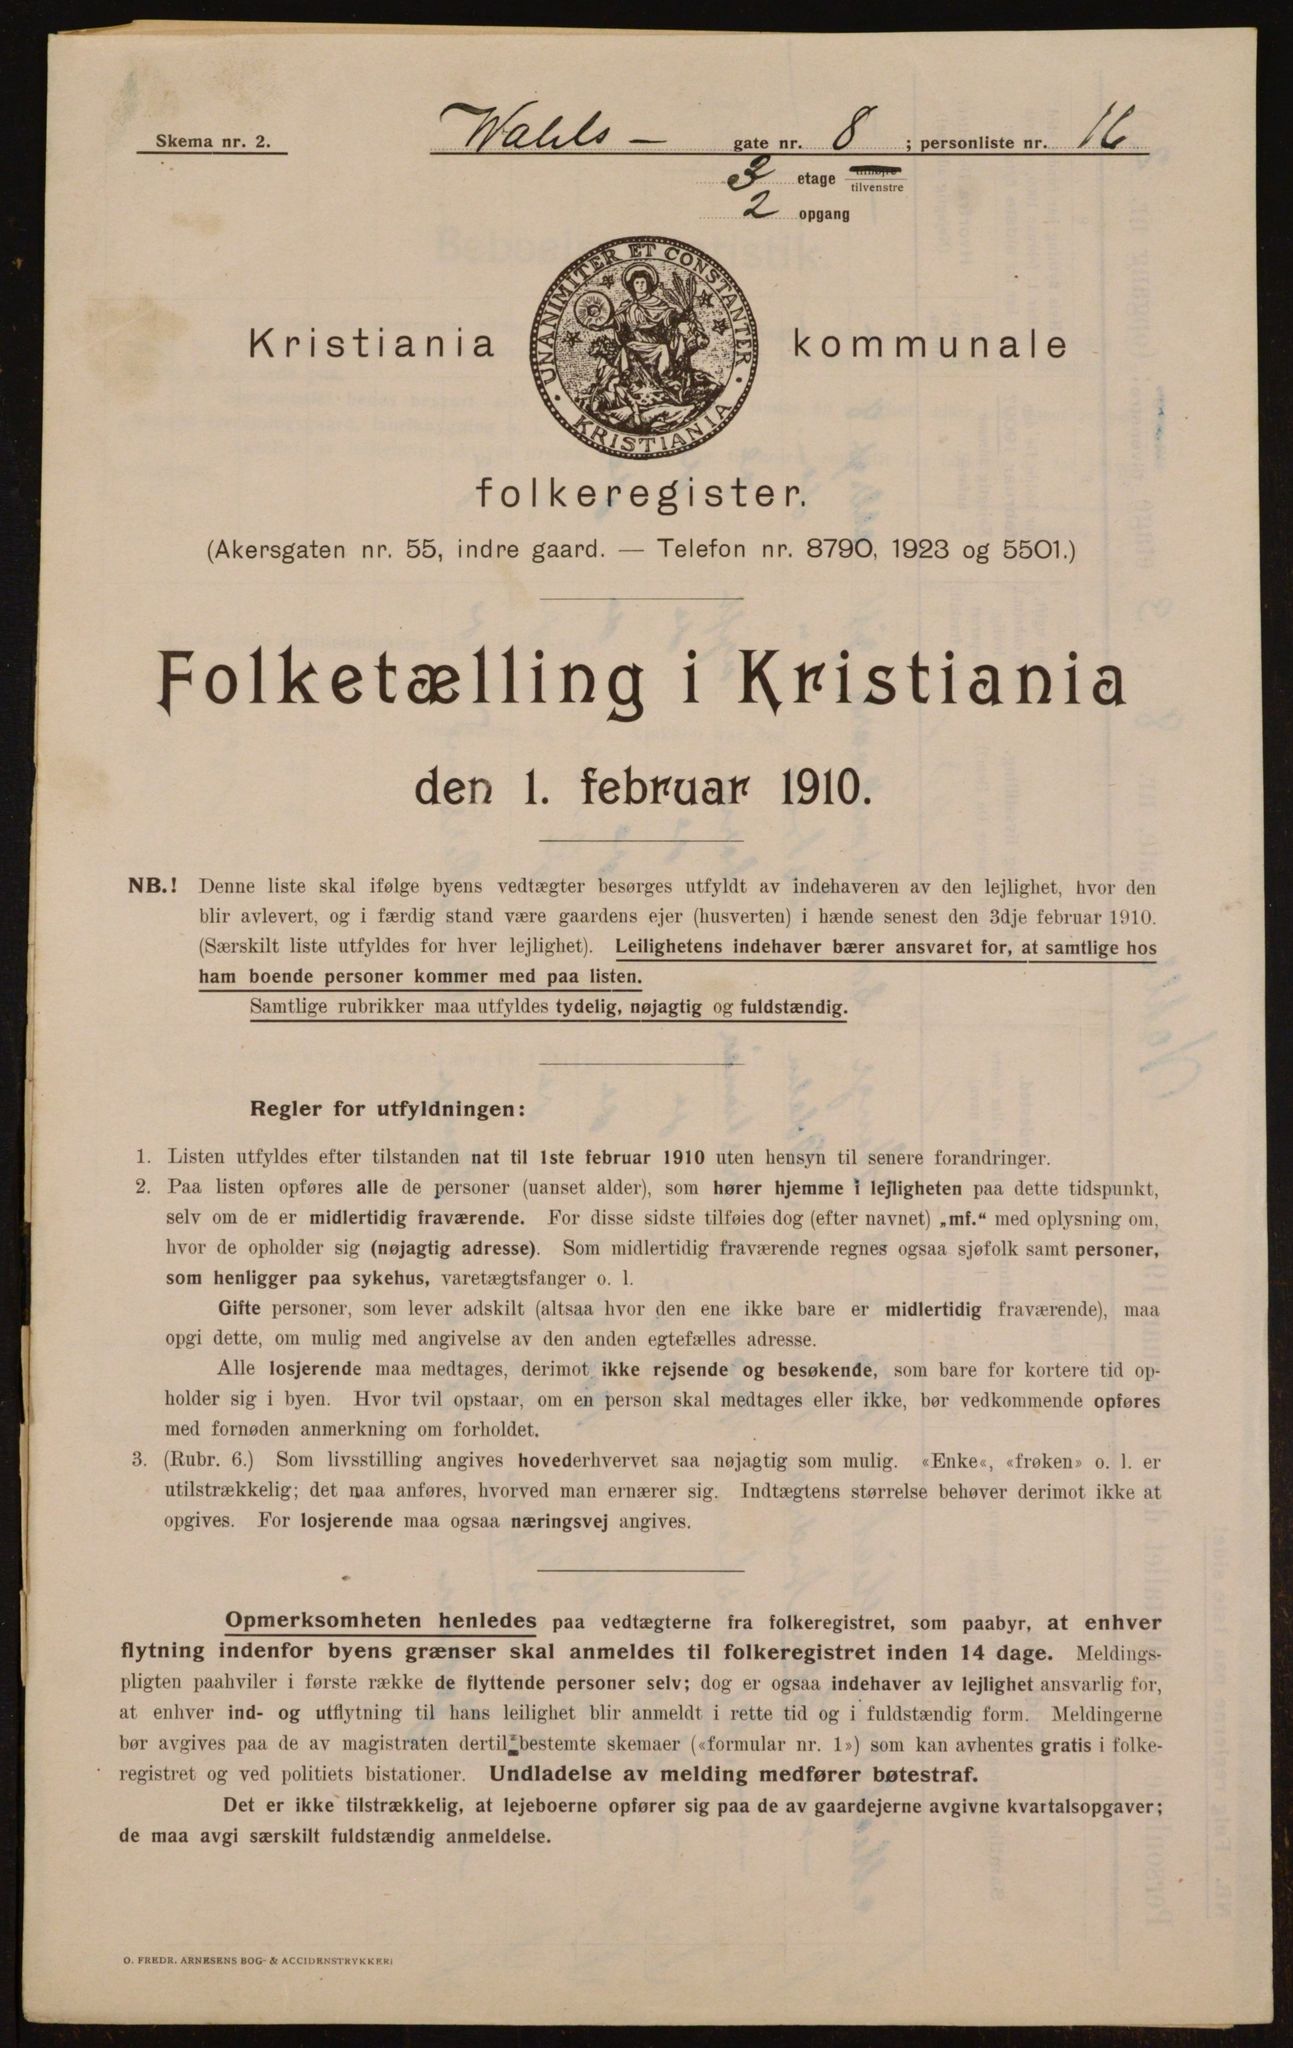 Skema nr. 2. Wahls — gate nr. 8 ; personliste nr. 16
3 etage tilhøjre tilvenstre
2 opgang
UNANIMITER ET CONSTANTER · KRISTIANIA ·
Kristiania kommunale
folkeregister.
(Akersgaten nr. 55, indre gaard. — Telefon nr. 8790, 1923 og 5501.)
Folketælling i Kristiania
den 1. februar 1910.
NB.! Denne liste skal ifølge byens vedtægter besørges utfyldt av indehaveren av den lejlighet, hvor den
blir avlevert, og i færdig stand være gaardens ejer (husverten) i hænde senest den 3dje februar 1910.
(Særskilt liste utfyldes for hver lejlighet). Leilighetens indehaver bærer ansvaret for, at samtlige hos
ham boende personer kommer med paa listen.
Samtlige rubrikker maa utfyldes tydelig, nøjagtig og fuldstændig.
Regler for utfyldningen:
1. Listen utfyldes efter tilstanden nat til 1ste februar 1910 uten hensyn til senere forandringer.
2. Paa listen opføres alle de personer (uanset alder), som hører hjemme i lejligheten paa dette tidspunkt,
selv om de er midlertidig fraværende. For disse sidste tilføies dog (efter navnet) „mf.“ med oplysning om,
hvor de opholder sig (nøjagtig adresse). Som midlertidig fraværende regnes ogsaa sjøfolk samt personer,
som henligger paa sykehus, varetægtsfanger o. l.
Gifte personer, som lever adskilt (altsaa hvor den ene ikke bare er midlertidig fraværende), maa
opgi dette, om mulig med angivelse av den anden egtefælles adresse.
Alle losjerende maa medtages, derimot ikke rejsende og besøkende, som bare for kortere tid op-
holder sig i byen. Hvor tvil opstaar, om en person skal medtages eller ikke, bør vedkommende opføres
med fornøden anmerkning om forholdet.
3. (Rubr. 6.) Som livsstilling angives hovederhvervet saa nøjagtig som mulig. «Enke«, «frøken» o. l. er
utilstrækkelig; det maa anføres, hvorved man ernærer sig. Indtægtens størrelse behøver derimot ikke at
opgives. For losjerende maa ogsaa næringsvej angives.
Opmerksomheten henledes paa vedtægterne fra folkeregistret, som paabyr, at enhver
flytning indenfor byens grænser skal anmeldes til folkeregistret inden 14 dage. Meldings-
pligten paahviler i første række de flyttende personer selv; dog er ogsaa indehaver av lejlighet ansvarlig for,
at enhver ind- og utflytning til hans leilighet blir anmeldt i rette tid og i fuldstændig form. Meldingerne
bør avgives paa de av magistraten dertil bestemte skemaer («formular nr. 1») som kan avhentes gratis i folke-
registret og ved politiets bistationer. Undladelse av melding medfører bøtestraf.
Det er ikke tilstrækkelig, at lejeboerne opfører sig paa de av gaardejerne avgivne kvartalsopgaver;
de maa avgi særskilt fuldstændig anmeldelse.
O. FREDR. ARNESENS BOG- & ACCIDENSTRYKKERI